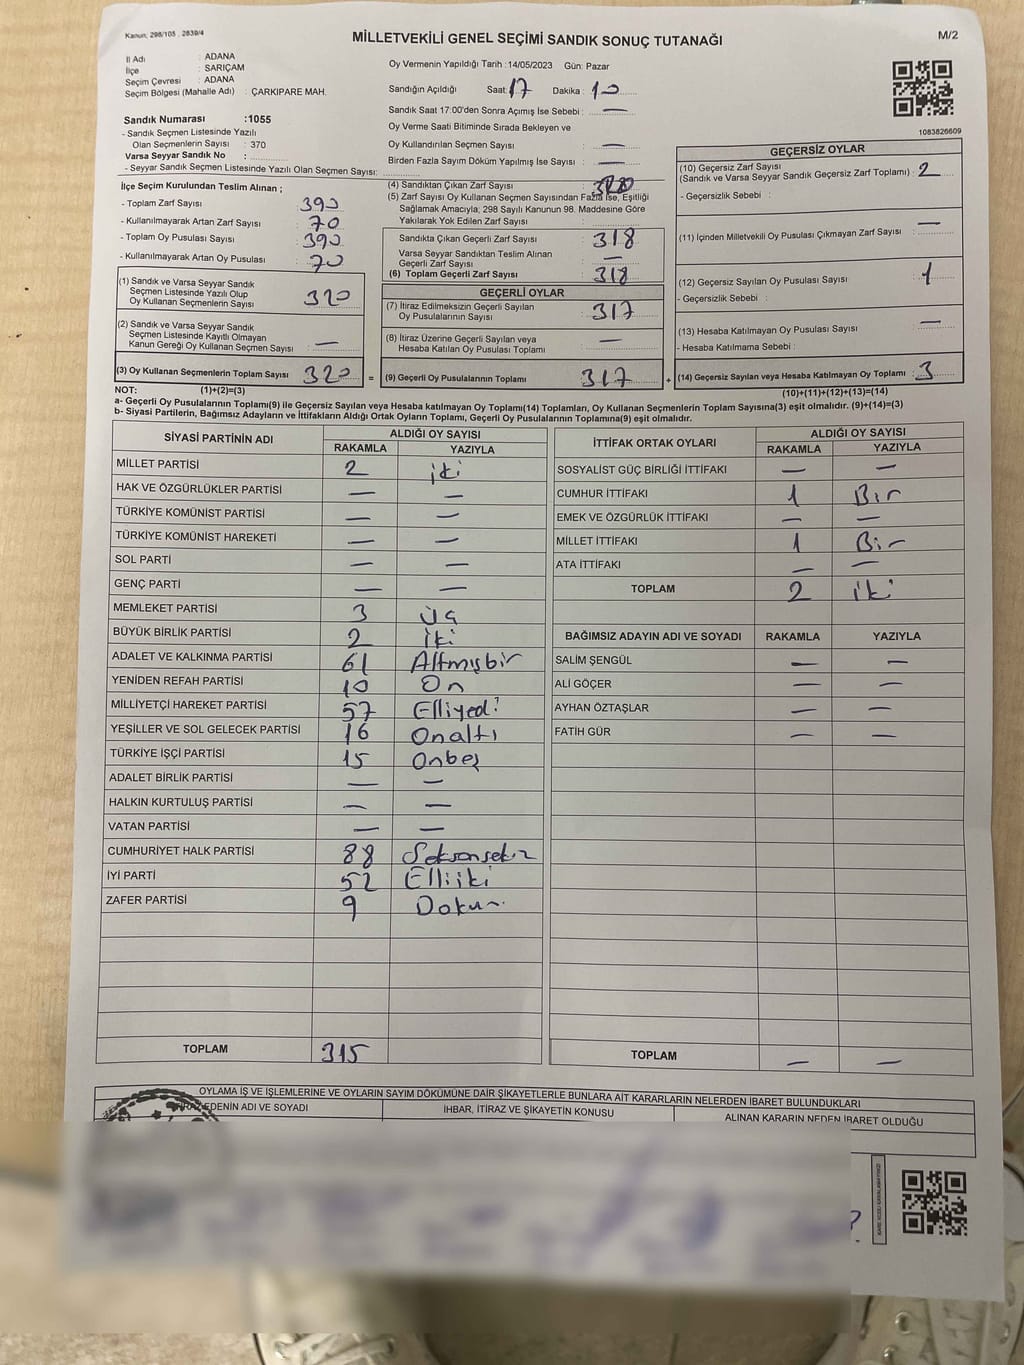 Kanun; 298/105 , 2839/4
MİLLETVEKİLİ GENEL SEÇİMİ SANDIK SONUÇ TUTANAĞI
M/2
İl Adı : ADANA
İlçe : SARIÇAM
Seçim Çevresi : ADANA
Seçim Bölgesi (Mahalle Adı) : ÇARKIPARE MAH.
Oy Vermenin Yapıldığı Tarih :14/05/2023 Gün: Pazar
Sandığın Açıldığı Saat: 17 Dakika : 10
Sandık Saat 17:00'den Sonra Açımış İse Sebebi : —
Oy Verme Saati Bitiminde Sırada Bekleyen ve
Oy Kullandırılan Seçmen Sayısı : —
Birden Fazla Sayım Döküm Yapılmış İse Sayısı : —
1083826609
Sandık Numarası :1055
- Sandık Seçmen Listesinde Yazılı
Olan Seçmenlerin Sayısı : 370
Varsa Seyyar Sandık No :
- Seyyar Sandık Seçmen Listesinde Yazılı Olan Seçmen Sayısı:
İlçe Seçim Kurulundan Teslim Alınan ;
- Toplam Zarf Sayısı : 390
- Kullanılmayarak Artan Zarf Sayısı : 70
- Toplam Oy Pusulası Sayısı : 390
- Kullanılmayarak Artan Oy Pusulası : 70
(1) Sandık ve Varsa Seyyar Sandık
Seçmen Listesinde Yazılı Olup
Oy Kullanan Seçmenlerin Sayısı : 320
(2) Sandık ve Varsa Seyyar Sandık
Seçmen Listesinde Kayıtlı Olmayan
Kanun Gereği Oy Kullanan Seçmen Sayısı : —
(3) Oy Kullanan Seçmenlerin Toplam Sayısı : 320 =
(4) Sandıktan Çıkan Zarf Sayısı :
(5) Zarf Sayısı Oy Kullanan Seçmen Sayısından Fazla İse, Eşitliği
Sağlamak Amacıyla; 298 Sayılı Kanunun 98. Maddesine Göre
Yakılarak Yok Edilen Zarf Sayısı :
Sandıkta Çıkan Geçerli Zarf Sayısı : 318
Varsa Seyyar Sandıktan Teslim Alınan
Geçerli Zarf Sayısı : —
(6) Toplam Geçerli Zarf Sayısı : 318
GEÇERLİ OYLAR
(7) İtiraz Edilmeksizin Geçerli Sayılan
Oy Pusulalarının Sayısı : 317
(8) İtiraz Üzerine Geçerli Sayılan veya
Hesaba Katılan Oy Pusulası Toplamı : —
(9) Geçerli Oy Pusulalarının Toplamı : 317 +
GEÇERSİZ OYLAR
(10) Geçersiz Zarf Sayısı
(Sandık ve Varsa Seyyar Sandık Geçersiz Zarf Toplamı) : 2
- Geçersizlik Sebebi :
(11) İçinden Milletvekili Oy Pusulası Çıkmayan Zarf Sayısı : —
(12) Geçersiz Sayılan Oy Pusulası Sayısı : 1
- Geçersizlik Sebebi :
(13) Hesaba Katılmayan Oy Pusulası Sayısı : —
- Hesaba Katılmama Sebebi :
(14) Geçersiz Sayılan veya Hesaba Katılmayan Oy Toplamı : 3
NOT: (1)+(2)=(3)
(10)+(11)+(12)+(13)=(14)
a- Geçerli Oy Pusulalarının Toplamı(9) ile Geçersiz Sayılan veya Hesaba katılmayan Oy Toplamı(14) Toplamları, Oy Kullanan Seçmenlerin Toplam Sayısına(3) eşit olmalıdır. (9)+(14)=(3)
b- Siyasi Partilerin, Bağımsız Adayların ve İttifakların Aldığı Ortak Oyların Toplamı, Geçerli Oy Pusulalarının Toplamına(9) eşit olmalıdır.
SİYASİ PARTİNİN ADI ALDIĞI OY SAYISI
RAKAMLA YAZIYLA
MİLLET PARTİSİ 2 iki
HAK VE ÖZGÜRLÜKLER PARTİSİ — —
TÜRKİYE KOMÜNİST PARTİSİ — —
TÜRKİYE KOMÜNİST HAREKETİ — —
SOL PARTİ — —
GENÇ PARTİ — —
MEMLEKET PARTİSİ 3 üç
BÜYÜK BİRLİK PARTİSİ 2 iki
ADALET VE KALKINMA PARTİSİ 61 Altmışbir
YENİDEN REFAH PARTİSİ 10 On
MİLLİYETÇİ HAREKET PARTİSİ 57 Elliyedi
YEŞİLLER VE SOL GELECEK PARTİSİ 16 Onaltı
TÜRKİYE İŞÇİ PARTİSİ 15 Onbeş
ADALET BİRLİK PARTİSİ — —
HALKIN KURTULUŞ PARTİSİ — —
VATAN PARTİSİ — —
CUMHURİYET HALK PARTİSİ 88 Seksensekiz
İYİ PARTİ 52 Elliiki
ZAFER PARTİSİ 9 Dokuz
TOPLAM 315
İTTİFAK ORTAK OYLARI ALDIĞI OY SAYISI
RAKAMLA YAZIYLA
SOSYALİST GÜÇ BİRLİĞİ İTTİFAKI — —
CUMHUR İTTİFAKI 1 Bir
EMEK VE ÖZGÜRLÜK İTTİFAKI — —
MİLLET İTTİFAKI 1 Bir
ATA İTTİFAKI — —
TOPLAM 2 iki
BAĞIMSIZ ADAYIN ADI VE SOYADI RAKAMLA YAZIYLA
SALİM ŞENGÜL — —
ALİ GÖÇER — —
AYHAN ÖZTAŞLAR — —
FATİH GÜR — —
TOPLAM — —
OYLAMA İŞ VE İŞLEMLERİNE VE OYLARIN SAYIM DÖKÜMÜNE DAİR ŞİKAYETLERLE BUNLARA AİT KARARLARIN NELERDEN İBARET BULUNDUKLARI
EDENİN ADI VE SOYADI
İHBAR, İTİRAZ VE ŞİKAYETİN KONUSU
ALINAN KARARIN NEDEN İBARET OLDUĞU